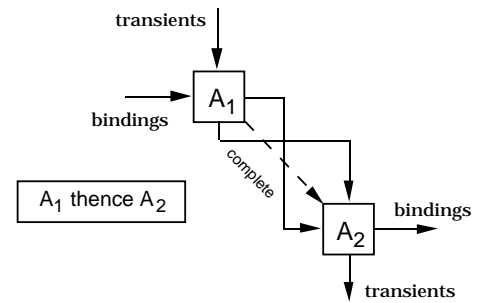 transients
A1
bindings
complete
A1 thence A2
A2
bindings
transients